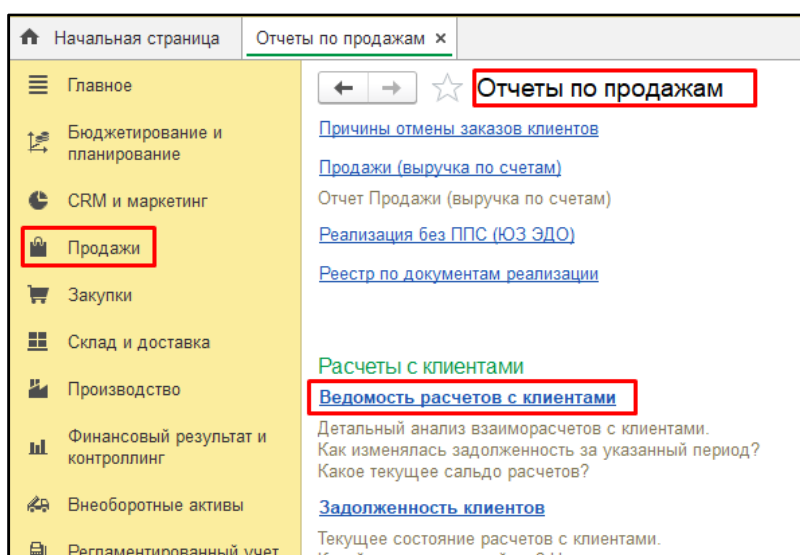 Начальная страница
Отчеты по продажам ×
Главное
Бюджетирование и
планирование
CRM и маркетинг
Продажи
Закупки
Склад и доставка
Производство
Финансовый результат и
контроллинг
Внеоборотные активы
Регламентированный учет
Отчеты по продажам
Причины отмены заказов клиентов
Продажи (выручка по счетам)
Отчет Продажи (выручка по счетам)
Реализация без ППС (ЮЗ ЭДО)
Реестр по документам реализации
Расчеты с клиентами
Ведомость расчетов с клиентами
Детальный анализ взаиморасчетов с клиентами.
Как изменялась задолженность за указанный период?
Какое текущее сальдо расчетов?
Задолженность клиентов
Текущее состояние расчетов с клиентами.